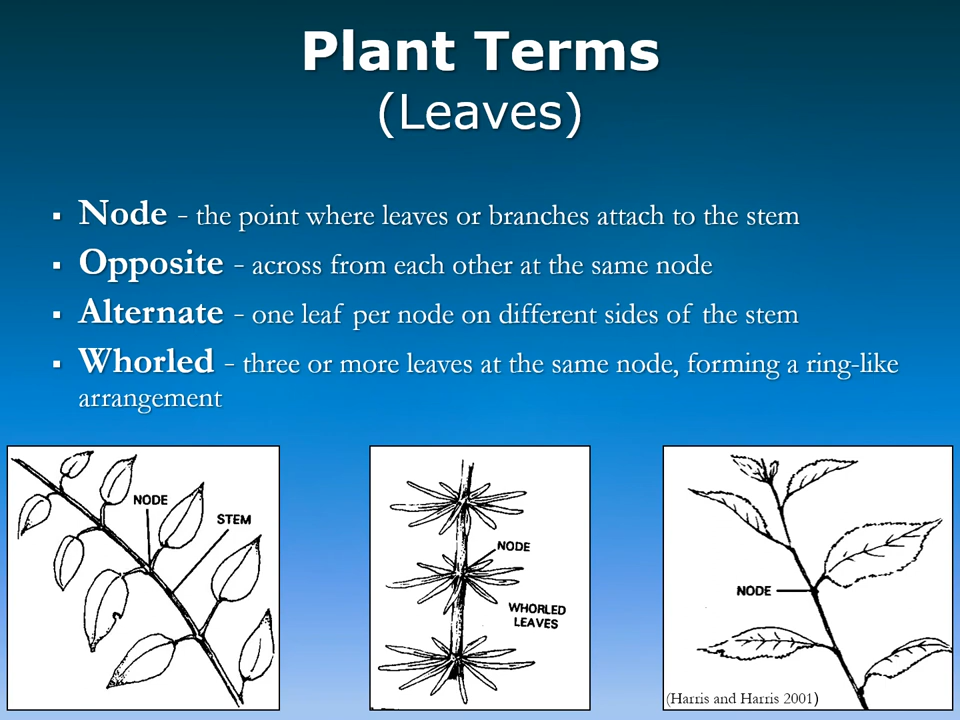 Plant Terms
(Leaves)
▪ Node - the point where leaves or branches attach to the stem
▪ Opposite - across from each other at the same node
▪ Alternate - one leaf per node on different sides of the stem
▪ Whorled - three or more leaves at the same node, forming a ring-like
arrangement
NODE
STEM
NODE
WHORLED
LEAVES
NODE
(Harris and Harris 2001)